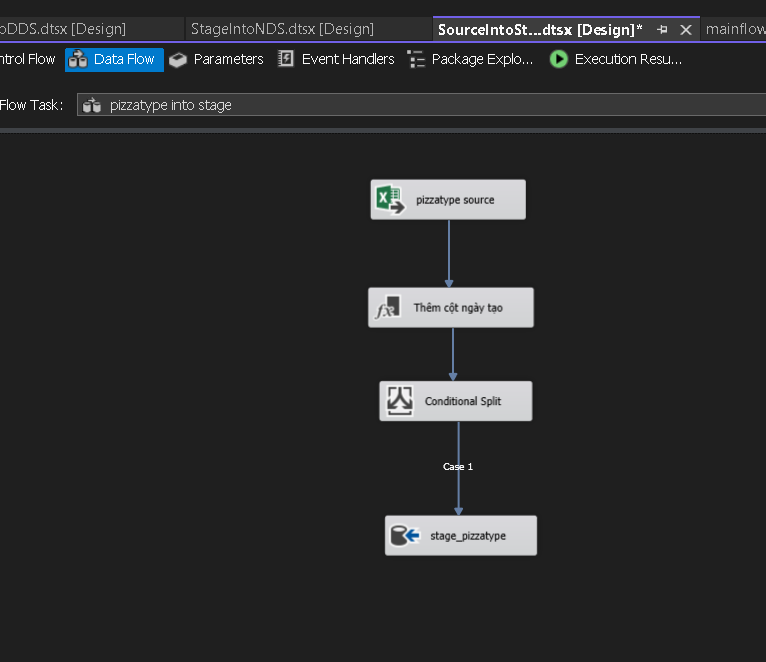 oDDS.dtsx [Design] StageIntoNDS.dtsx [Design] SourceIntoSt...dtsx [Design]* mainflow
ntrol Flow Data Flow Parameters Event Handlers Package Explo... Execution Resu...
Flow Task: pizzatype into stage
pizzatype source
Thêm cột ngày tạo
Conditional Split
Case 1
stage_pizzatype